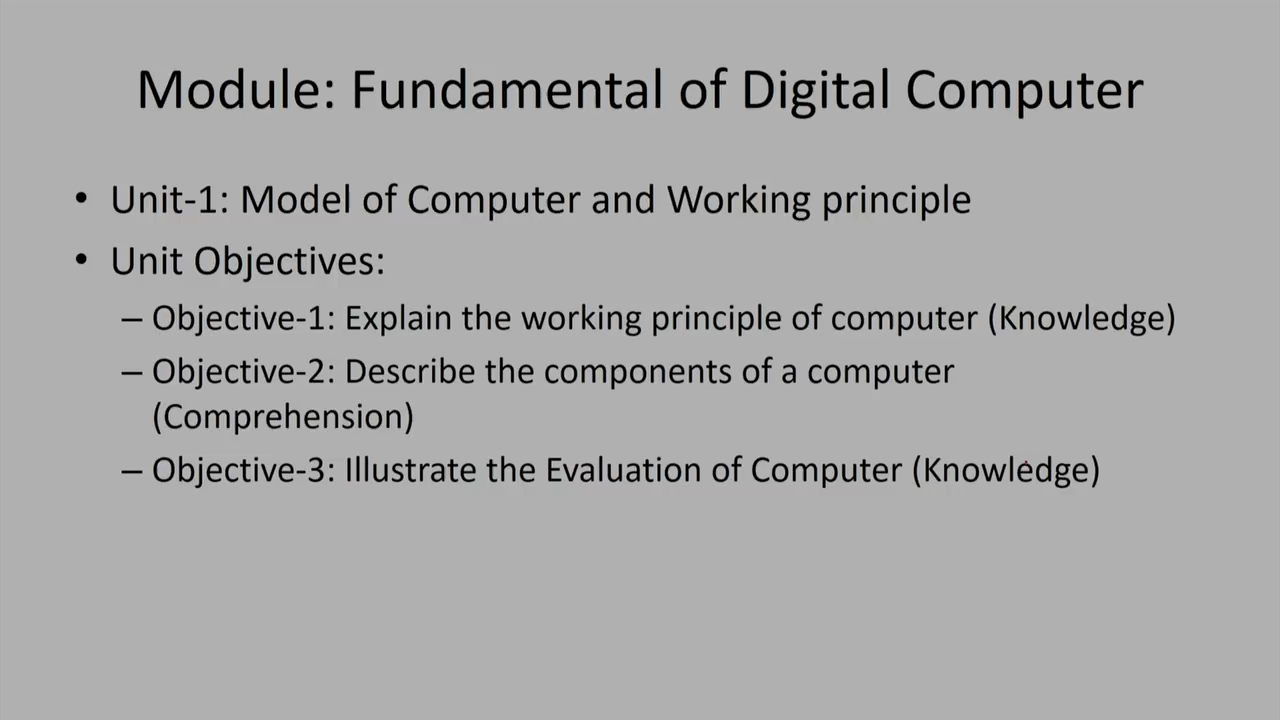 Module: Fundamental of Digital Computer
• Unit-1: Model of Computer and Working principle
• Unit Objectives:
– Objective-1: Explain the working principle of computer (Knowledge)
– Objective-2: Describe the components of a computer
(Comprehension)
– Objective-3: Illustrate the Evaluation of Computer (Knowledge)